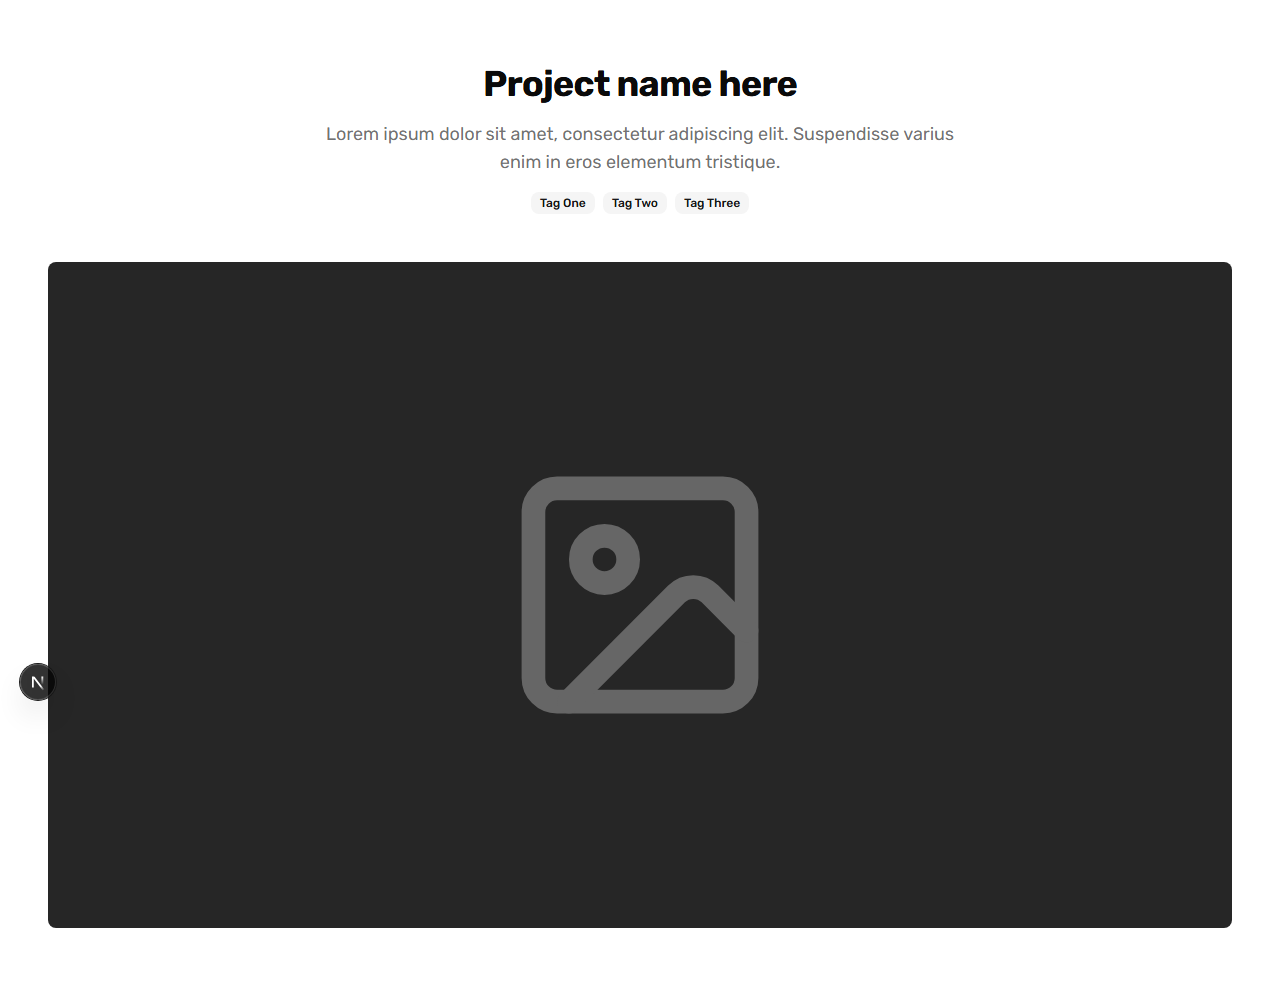 Project name here
Lorem ipsum dolor sit amet, consectetur adipiscing elit. Suspendisse varius
enim in eros elementum tristique.
Tag One Tag Two Tag Three
N